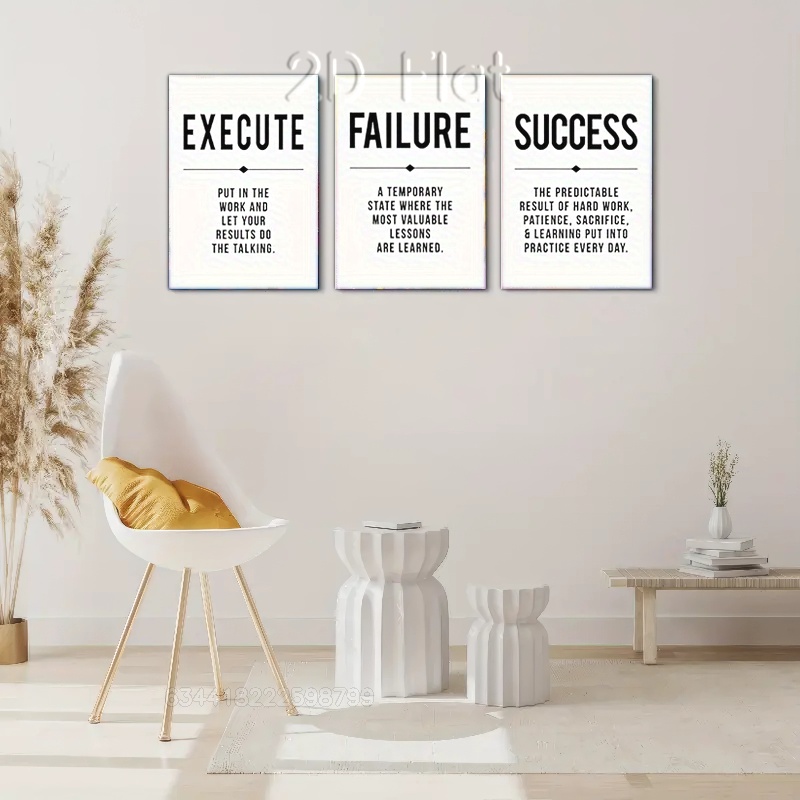 2D Flat
EXECUTE
PUT IN THE
WORK AND
LET YOUR
RESULTS DO
THE TALKING.
FAILURE
A TEMPORARY
STATE WHERE THE
MOST VALUABLE
LESSONS
ARE LEARNED.
SUCCESS
THE PREDICTABLE
RESULT OF HARD WORK,
PATIENCE, SACRIFICE,
& LEARNING PUT INTO
PRACTICE EVERY DAY.